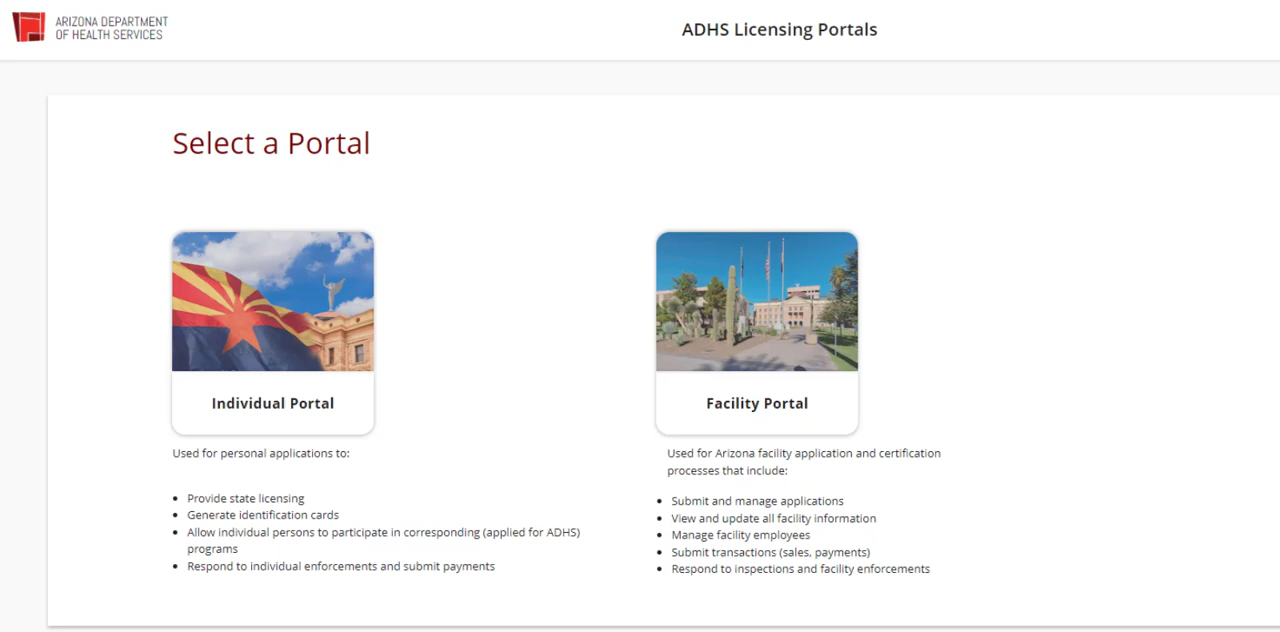 ARIZONA DEPARTMENT
OF HEALTH SERVICES
ADHS Licensing Portals
Select a Portal
Individual Portal
Used for personal applications to:
• Provide state licensing
• Generate identification cards
• Allow individual persons to participate in corresponding (applied for ADHS)
programs
• Respond to individual enforcements and submit payments
Facility Portal
Used for Arizona facility application and certification
processes that include:
• Submit and manage applications
• View and update all facility information
• Manage facility employees
• Submit transactions (sales, payments)
• Respond to inspections and facility enforcements